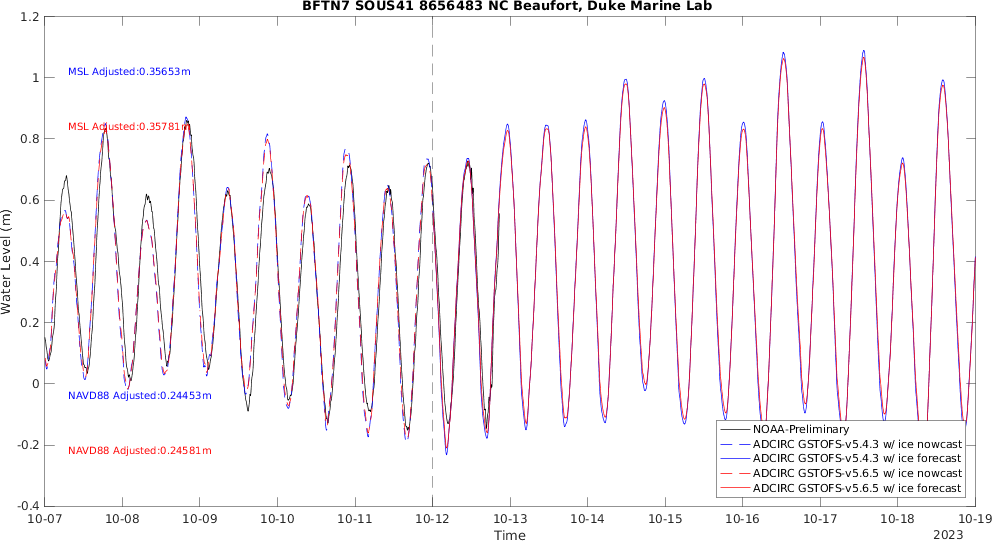 BFTN7 SOUS41 8656483 NC Beaufort, Duke Marine Lab
1.2
1
0.8
0.6
0.4
0.2
0
-0.2
-0.4
Water Level (m)
MSL Adjusted:0.35653m
MSL Adjusted:0.35781m
NAVD88 Adjusted:0.24453m
NAVD88 Adjusted:0.24581m
NOAA-Preliminary
ADCIRC GSTOFS-v5.4.3 w/ ice nowcast
ADCIRC GSTOFS-v5.4.3 w/ ice forecast
ADCIRC GSTOFS-v5.6.5 w/ ice nowcast
ADCIRC GSTOFS-v5.6.5 w/ ice forecast
10-07 10-08 10-09 10-10 10-11 10-12 10-13 10-14 10-15 10-16 10-17 10-18 10-19
Time
2023